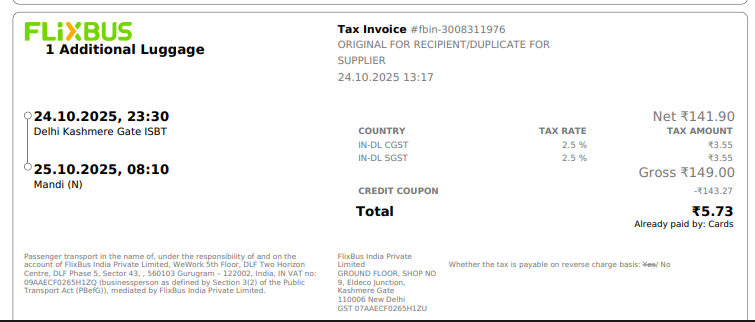 FLiXBUS
1 Additional Luggage
Tax Invoice #fbin-3008311976
ORIGINAL FOR RECIPIENT/DUPLICATE FOR
SUPPLIER
24.10.2025 13:17
24.10.2025, 23:30
Delhi Kashmere Gate ISBT
25.10.2025, 08:10
Mandi (N)
Net ₹141.90
COUNTRY TAX RATE TAX AMOUNT
IN-DL CGST 2.5 % ₹3.55
IN-DL SGST 2.5 % ₹3.55
Gross ₹149.00
CREDIT COUPON -₹143.27
Total ₹5.73
Already paid by: Cards
Passenger transport in the name of, under the responsibility of and on the
account of FlixBus India Private Limited, WeWork 5th Floor, DLF Two Horizon
Centre, DLF Phase 5, Sector 43, , 560103 Gurugram – 122002, India, IN VAT no:
09AAECF0265H1ZQ (businessperson as defined by Section 3(2) of the Public
Transport Act (PBefG)), mediated by FlixBus India Private Limited.
FlixBus India Private
Limited
GROUND FLOOR, SHOP NO
9, Eldeco Junction,
Kashmere Gate
110006 New Delhi
GST 07AAECF0265H1ZU
Whether the tax is payable on reverse charge basis: Yes/ No